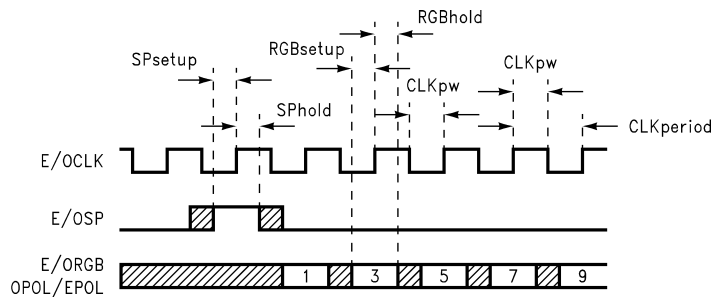 RGBhold
SPsetup RGBsetup CLKpw
CLKpw
SPhold CLKperiod
E/OCLK
E/OSP
E/ORGB
OPOL/EPOL 1 3 5 7 9